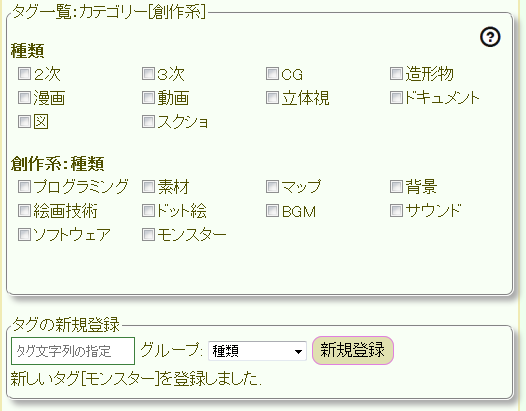 タグ一覧:カテゴリー[創作系]
?
種類
2次 3次 CG 造形物
漫画 動画 立体視 ドキュメント
図 スクショ
創作系:種類
プログラミング 素材 マップ 背景
絵画技術 ドット絵 BGM サウンド
ソフトウェア モンスター
タグの新規登録
タグ文字列の指定 グループ: 種類 新規登録
新しいタグ[モンスター]を登録しました.